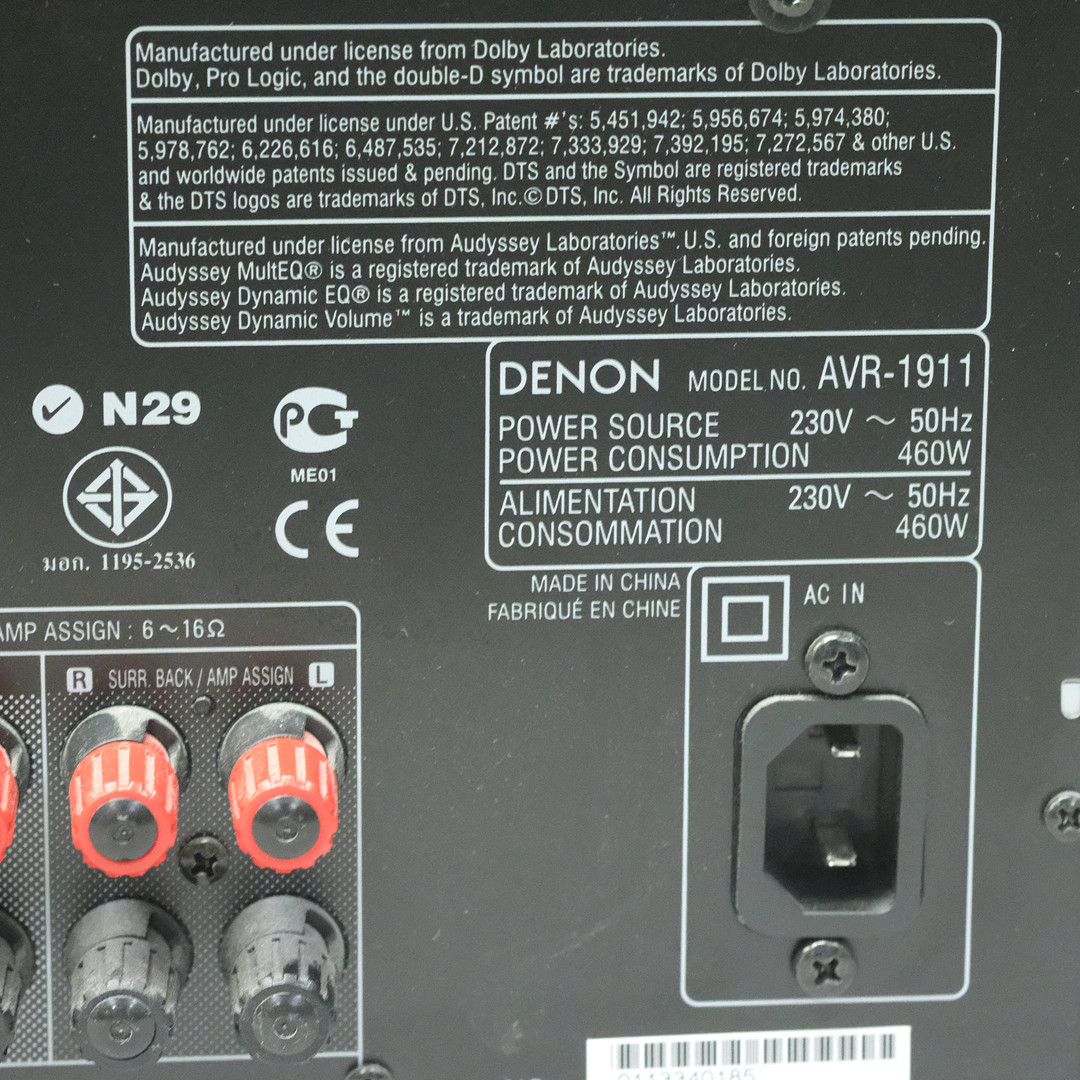 Manufactured under license from Dolby Laboratories.
Dolby, Pro Logic, and the double-D symbol are trademarks of Dolby Laboratories.
Manufactured under license under U.S. Patent #'s: 5,451,942; 5,956,674; 5,974,380;
5,978,762; 6,226,616; 6,487,535; 7,212,872; 7,333,929; 7,392,195; 7,272,567 & other U.S.
and worldwide patents issued & pending. DTS and the Symbol are registered trademarks
& the DTS logos are trademarks of DTS, Inc.© DTS, Inc. All Rights Reserved.
Manufactured under license from Audyssey Laboratories™. U.S. and foreign patents pending.
Audyssey MultEQ® is a registered trademark of Audyssey Laboratories.
Audyssey Dynamic EQ® is a registered trademark of Audyssey Laboratories.
Audyssey Dynamic Volume™ is a trademark of Audyssey Laboratories.
DENON MODEL NO. AVR-1911
POWER SOURCE 230V ~ 50Hz
POWER CONSUMPTION 460W
ALIMENTATION 230V ~ 50Hz
CONSOMMATION 460W
N29
PCT
ME01
CE
มอก. 1195-2536
MADE IN CHINA
FABRIQUÉ EN CHINE
AC IN
AMP ASSIGN : 6~16Ω
R SURR. BACK / AMP ASSIGN L
0113340185